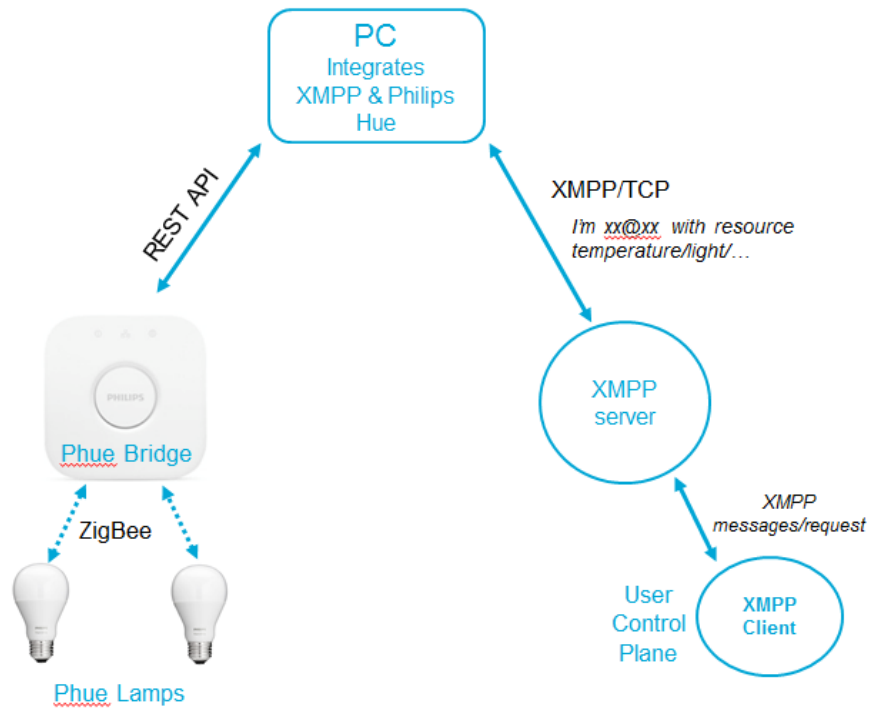 PC
Integrates
XMPP & Philips
Hue
REST API
XMPP/TCP
I'm xx@xx with resource
temperature/light/…
PHILIPS
Phue Bridge
XMPP
server
ZigBee
XMPP
messages/request
User
Control
Plane
XMPP
Client
Phue Lamps